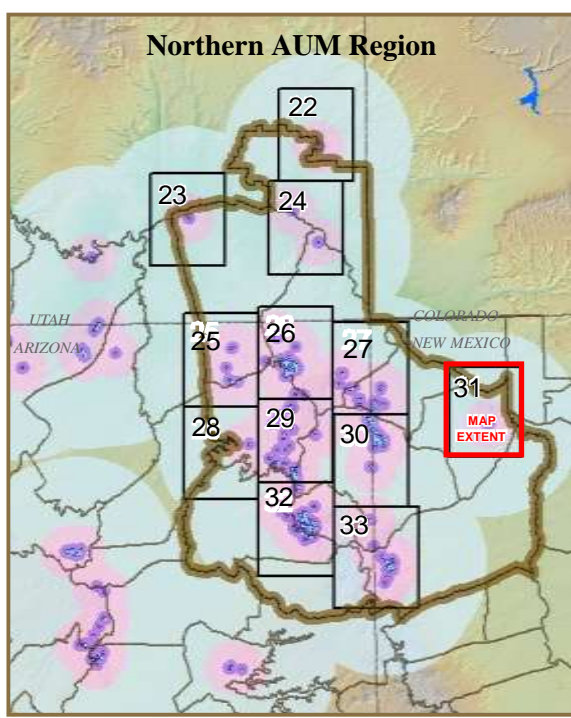 Northern AUM Region
22
23
24
UTAH
ARIZONA
25
26
27
COLORADO
NEW MEXICO
31
MAP
EXTENT
28
29
30
32
33